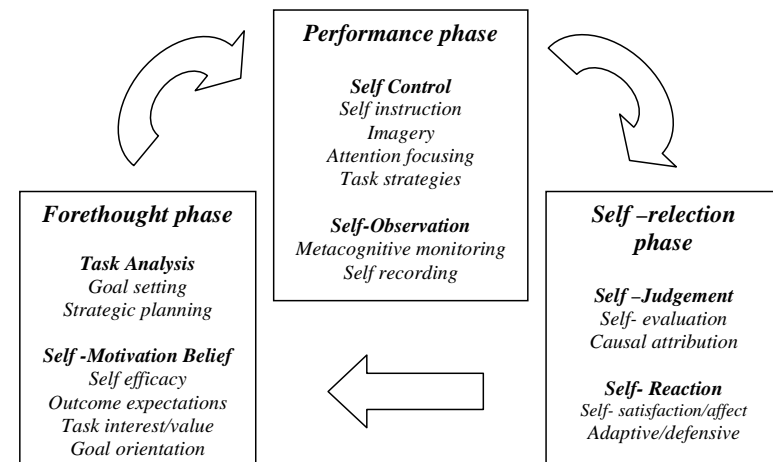 Performance phase
Self Control
Self instruction
Imagery
Attention focusing
Task strategies
Self-Observation
Metacognitive monitoring
Self recording
Forethought phase
Task Analysis
Goal setting
Strategic planning
Self -Motivation Belief
Self efficacy
Outcome expectations
Task interest/value
Goal orientation
Self –relection
phase
Self –Judgement
Self- evaluation
Causal attribution
Self- Reaction
Self- satisfaction/affect
Adaptive/defensive